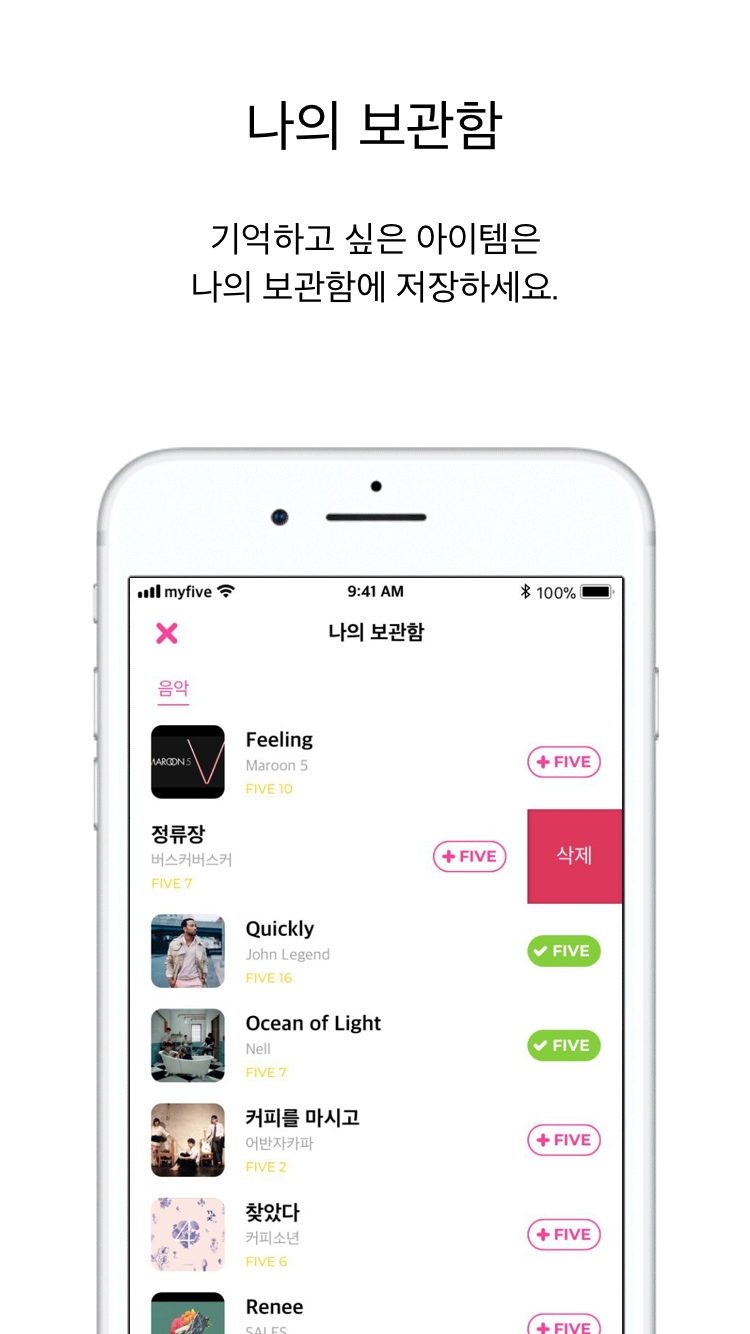 나의 보관함
기억하고 싶은 아이템은
나의 보관함에 저장하세요.
myfive 9:41 AM 100%
나의 보관함
음악
MAROON 5 V
Feeling
Maroon 5
FIVE 10
+ FIVE
정류장
버스커버스커
FIVE 7
+ FIVE
삭제
Quickly
John Legend
FIVE 16
FIVE
Ocean of Light
Nell
FIVE 7
FIVE
커피를 마시고
어반자카파
FIVE 2
+ FIVE
찾았다
커피소년
FIVE 6
+ FIVE
Renee
SALES
+ FIVE